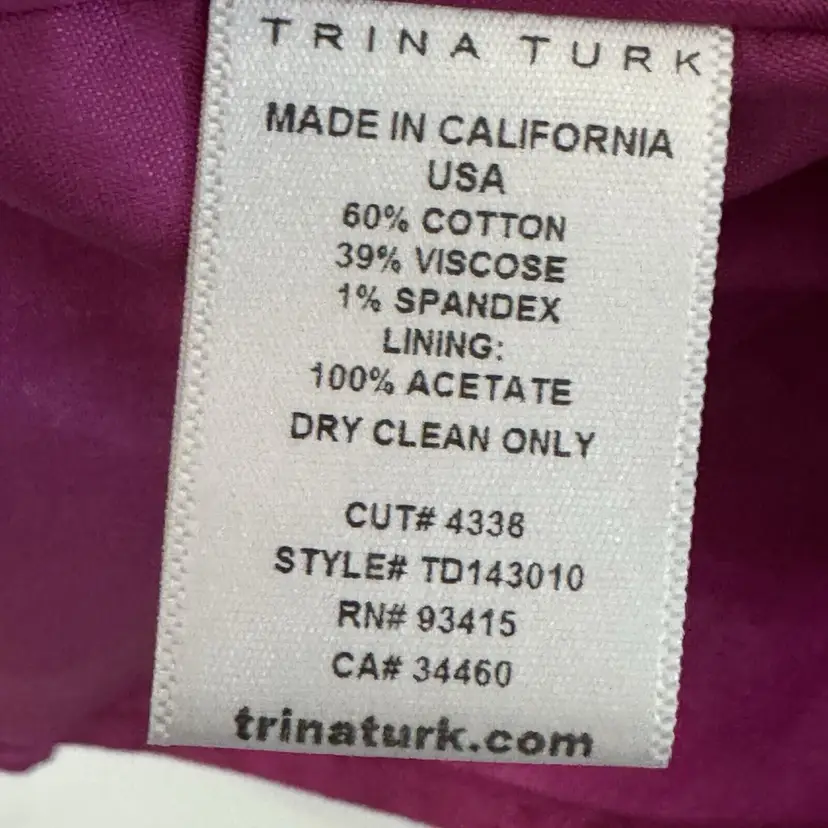 TRINA TURK
MADE IN CALIFORNIA
USA
60% COTTON
39% VISCOSE
1% SPANDEX
LINING:
100% ACETATE
DRY CLEAN ONLY
CUT# 4338
STYLE# TD143010
RN# 93415
CA# 34460
trinaturk.com